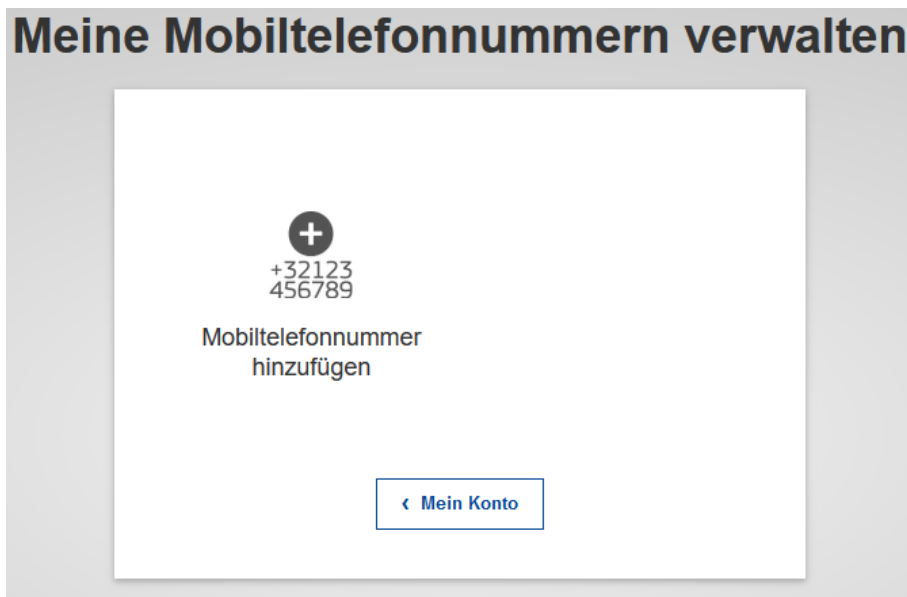 Meine Mobiltelefonnummern verwalten
+32123
456789
Mobiltelefonnummer
hinzufügen
‹ Mein Konto